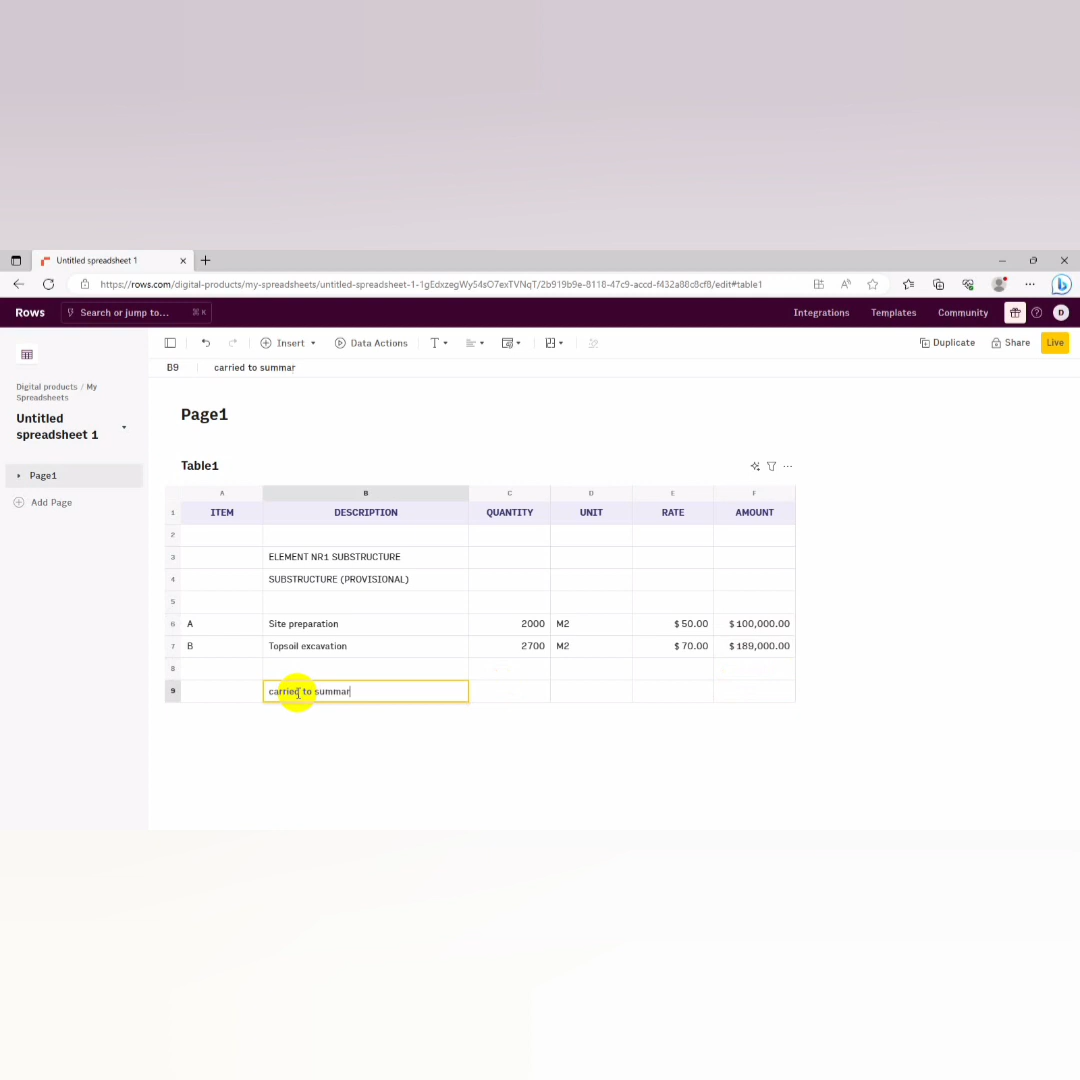 Untitled spreadsheet 1
https://rows.com/digital-products/my-spreadsheets/untitled-spreadsheet-1-1gEdxzegWy54sO7exTVNqT/2b919b9e-8118-47c9-accd-f432a88c8cf8/edit#table1
Rows Search or jump to... ⌘ K Integrations Templates Community D
Insert Data Actions Duplicate Share Live
B9 carried to summar
Digital products / My
Spreadsheets
Untitled
spreadsheet 1
Page1
Add Page
Page1
Table1
A B C D E F
1 ITEM DESCRIPTION QUANTITY UNIT RATE AMOUNT
2
3 ELEMENT NR1 SUBSTRUCTURE
4 SUBSTRUCTURE (PROVISIONAL)
5
6 A Site preparation 2000 M2 $ 50.00 $ 100,000.00
7 B Topsoil excavation 2700 M2 $ 70.00 $ 189,000.00
8
9 carried to summar